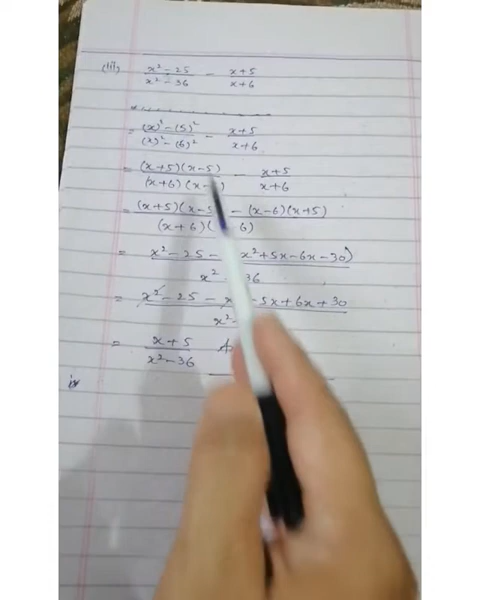 (iii) x² - 25 / x² - 36 - x+5 / x+6
= (x)² - (5)² / (x)² - (6)² - x+5 / x+6
= (x+5)(x-5) / (x+6)(x- ) - x+5 / x+6
= (x+5)(x-5 - (x-6)(x+5) / (x+6)( 6)
= x² - 25 - x² + 5x - 6x - 30) / x² 36
= x² - 25 - x - 5x + 6x + 30 / x² -
= x+5 / x² - 36 A
iv